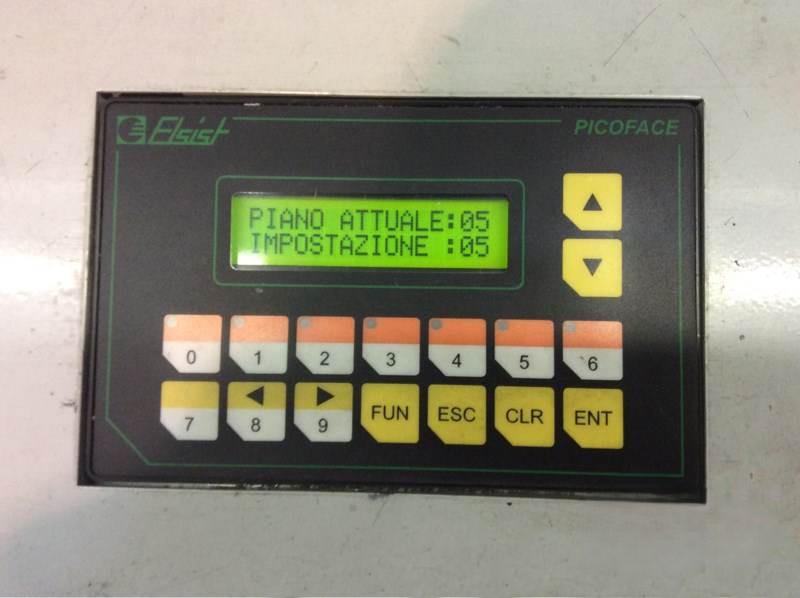 Elsist
PICOFACE
PIANO ATTUALE:05
IMPOSTAZIONE :05
0 1 2 3 4 5 6
7 8 9 FUN ESC CLR ENT